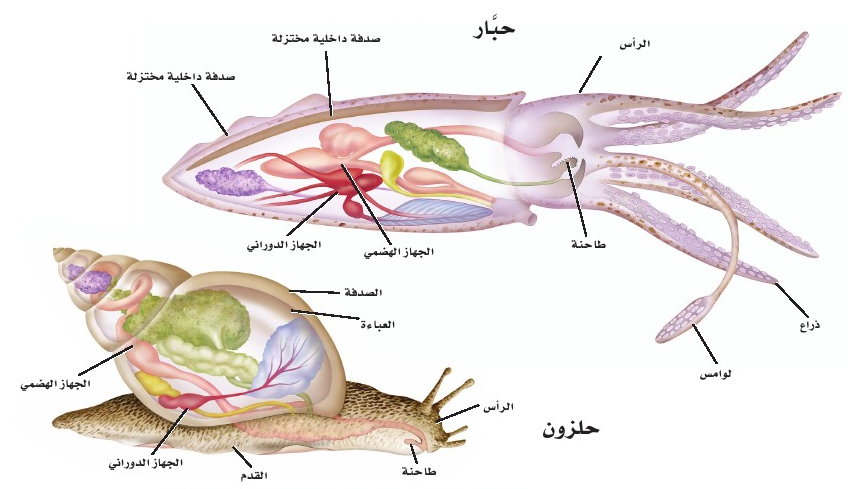 حبَّار
الرأس
صدفة داخلية مختزلة
صدفة داخلية مختزلة
الجهاز الدوراني
الجهاز الهضمي
طاحنة
ذراع
لوامس
الصدفة
العباءة
الجهاز الهضمي
الرأس
حلزون
الجهاز الدوراني
القدم
طاحنة